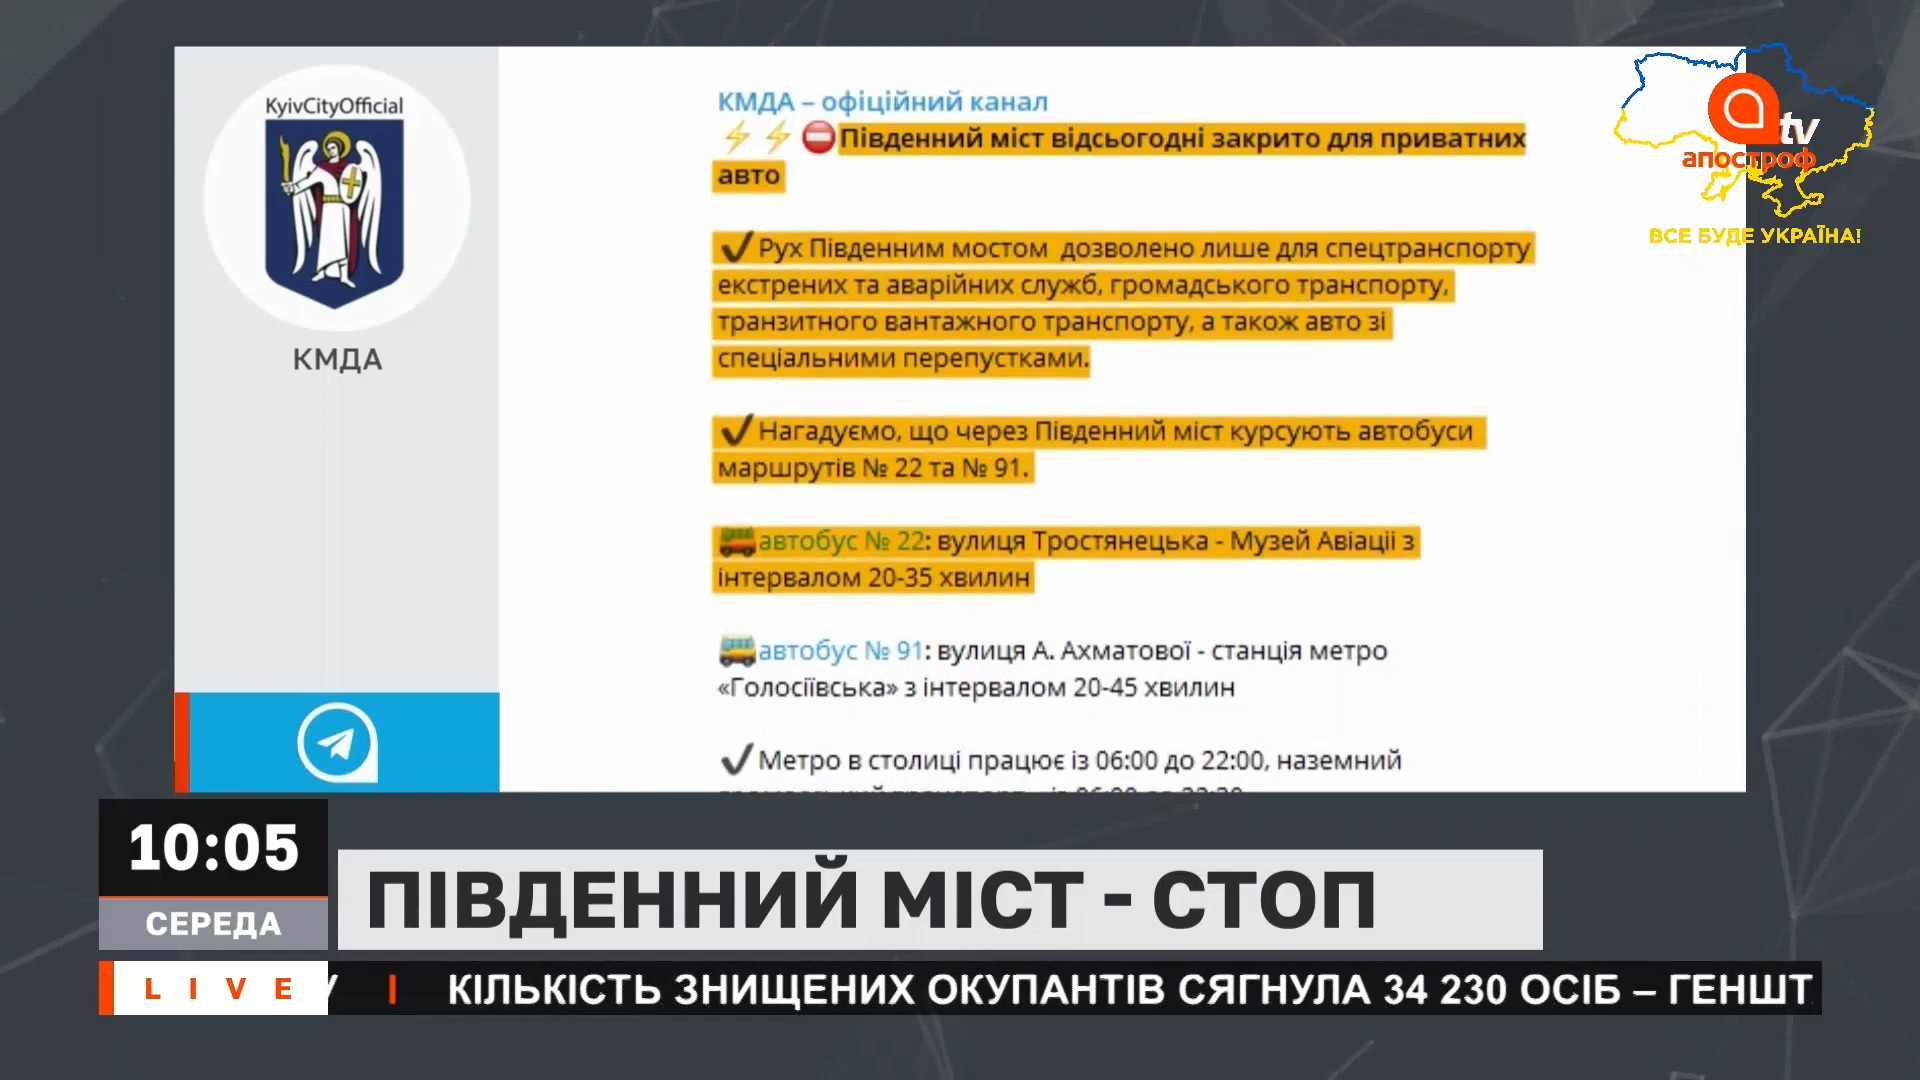 KyivCityOfficial
КМДА
КМДА – офіційний канал
Південний міст відсьогодні закрито для приватних
авто
Рух Південним мостом дозволено лише для спецтранспорту
екстрених та аварійних служб, громадського транспорту,
транзитного вантажного транспорту, а також авто зі
спеціальними перепустками.
Нагадуємо, що через Південний міст курсують автобуси
маршрутів № 22 та № 91.
автобус № 22: вулиця Тростянецька - Музей Авіації з
інтервалом 20-35 хвилин
автобус № 91: вулиця А. Ахматової - станція метро
«Голосіївська» з інтервалом 20-45 хвилин
Метро в столиці працює із 06:00 до 22:00, наземний
tv
апостроф
ВСЕ БУДЕ УКРАЇНА!
10:05
СЕРЕДА
ПІВДЕННИЙ МІСТ - СТОП
LIVE
КІЛЬКІСТЬ ЗНИЩЕНИХ ОКУПАНТІВ СЯГНУЛА 34 230 ОСІБ – ГЕНШТ